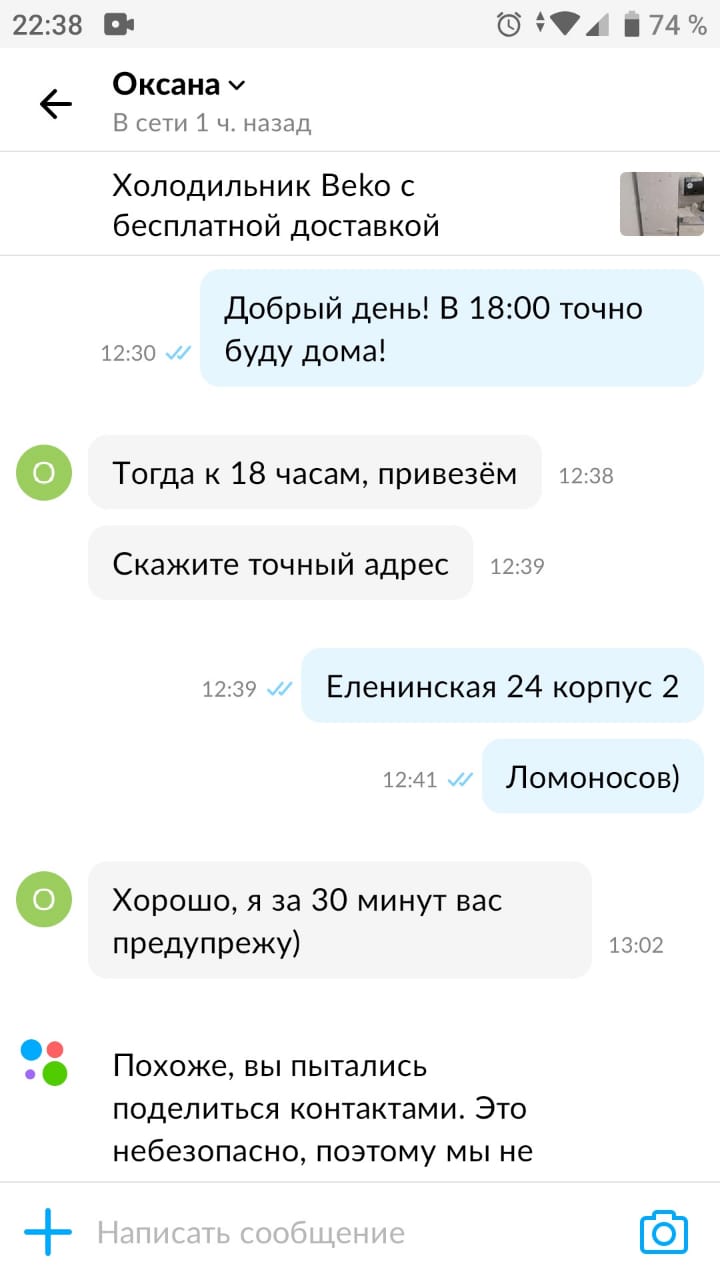 22:38
74 %
Оксана
В сети 1 ч. назад
Холодильник Beko с
бесплатной доставкой
Добрый день! В 18:00 точно
буду дома!
12:30
О
Тогда к 18 часам, привезём
12:38
Скажите точный адрес
12:39
12:39
Еленинская 24 корпус 2
12:41
Ломоносов)
О
Хорошо, я за 30 минут вас
предупрежу)
13:02
Похоже, вы пытались
поделиться контактами. Это
небезопасно, поэтому мы не
Написать сообщение